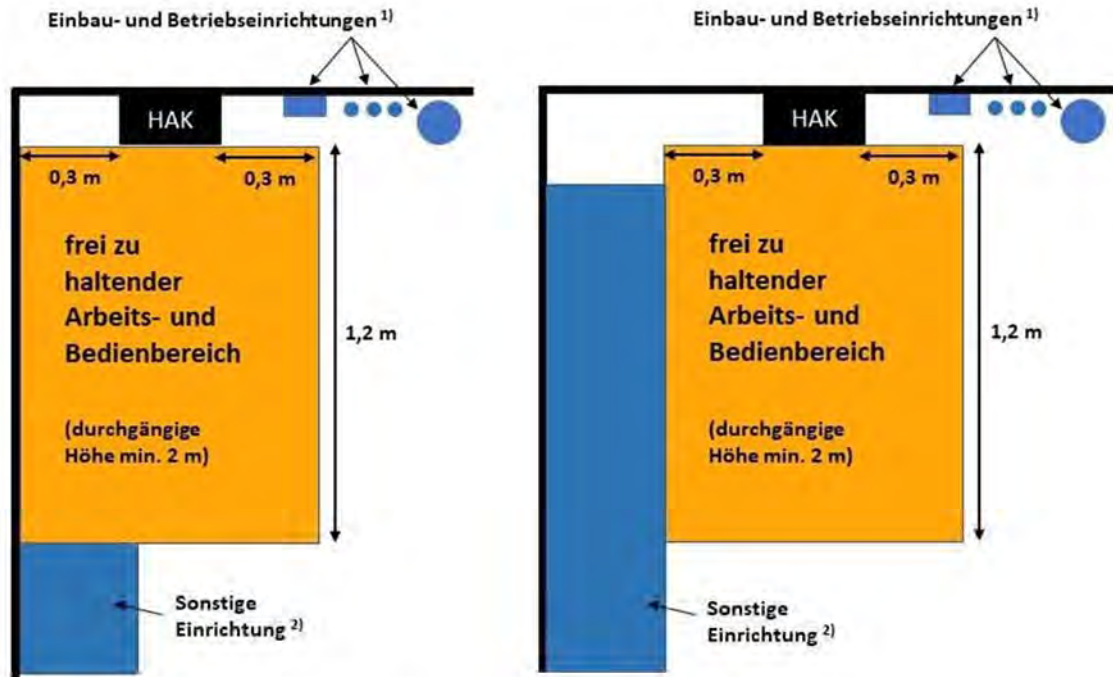 Einbau- und Betriebseinrichtungen 1)
HAK
0,3 m
0,3 m
frei zu
haltender
Arbeits- und
Bedienbereich
(durchgängige
Höhe min. 2 m)
1,2 m
Sonstige
Einrichtung 2)
Einbau- und Betriebseinrichtungen 1)
HAK
0,3 m
0,3 m
frei zu
haltender
Arbeits- und
Bedienbereich
(durchgängige
Höhe min. 2 m)
1,2 m
Sonstige
Einrichtung 2)